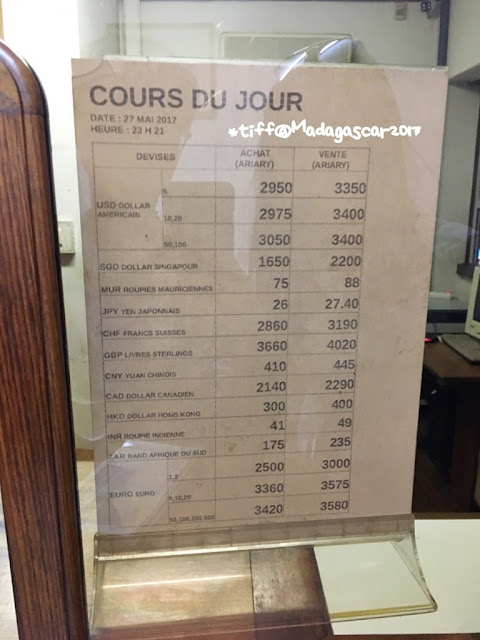 COURS DU JOUR
DATE : 27 MAI 2017
HEURE : 23 H 21
*tiff@Madagascar2017
DEVISES ACHAT (ARIARY) VENTE (ARIARY)
USD DOLLAR AMERICAIN 5 2950 3350
10,20 2975 3400
50,100 3050 3400
SGD DOLLAR SINGAPOUR 1650 2200
MUR ROUPIES MAURICIENNES 75 88
JPY YEN JAPONNAIS 26 27.40
CHF FRANCS SUISSES 2860 3190
GBP LIVRES STERLINGS 3660 4020
CNY YUAN CHINOIS 410 445
CAD DOLLAR CANADIEN 2140 2290
HKD DOLLAR HONG KONG 300 400
INR ROUPIE INDIENNE 41 49
ZAR RAND AFRIQUE DU SUD 175 235
EURO EURO 1,2 2500 3000
5,10,20 3360 3575
50,100,200,500 3420 3580